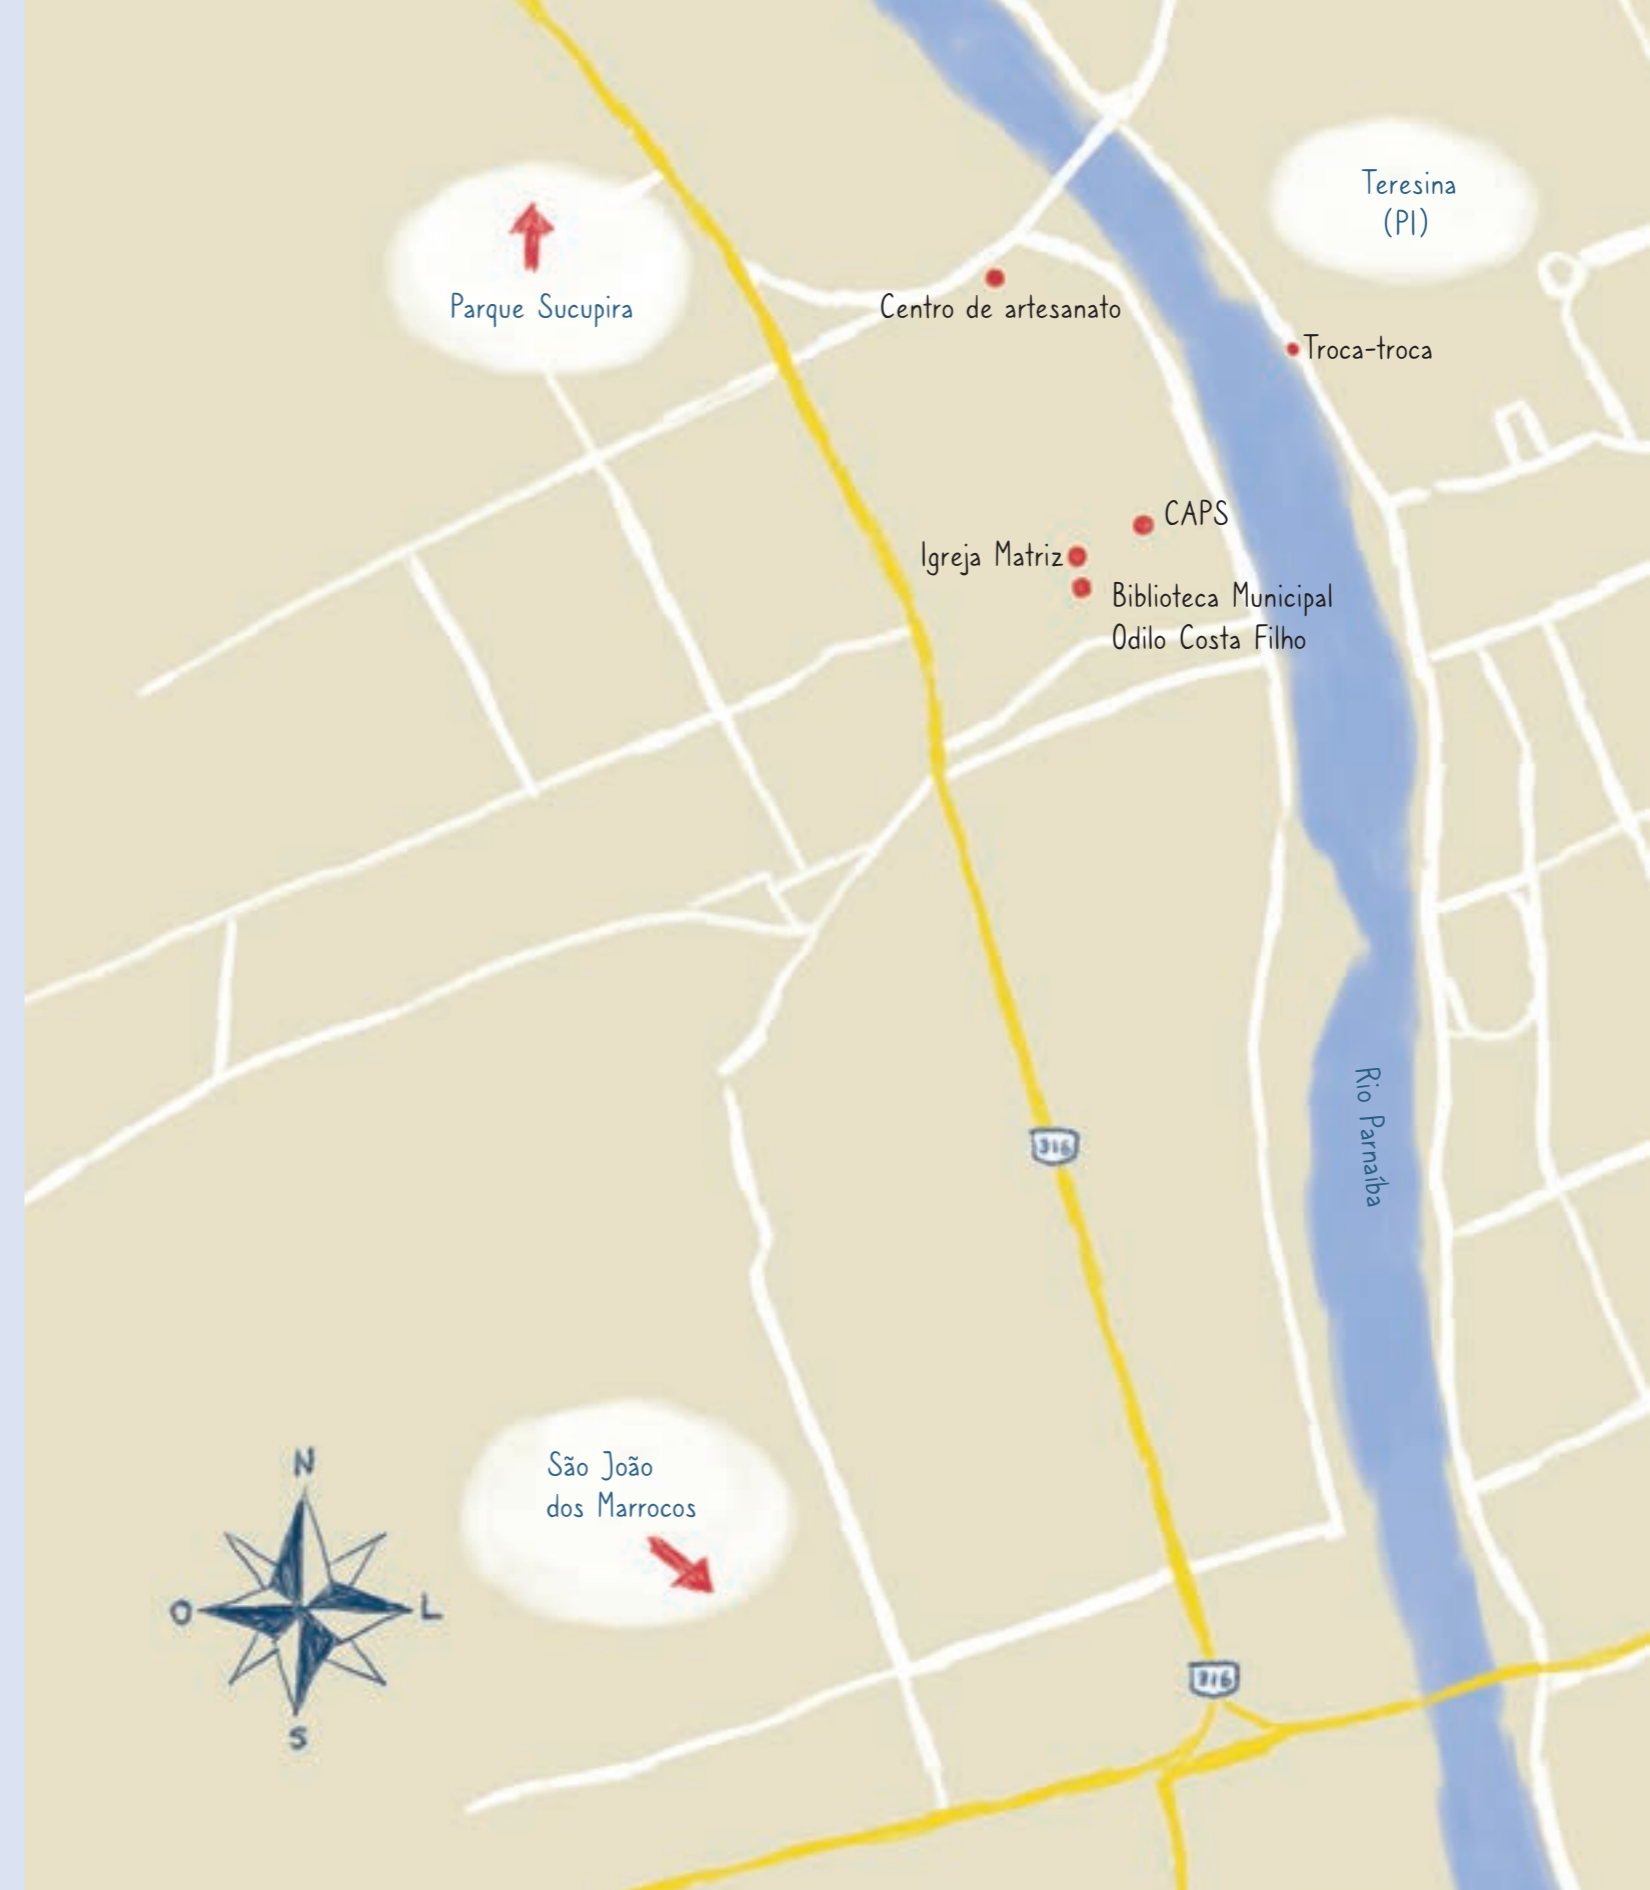 Teresina
(PI)
Parque Sucupira
Centro de artesanato
Troca-troca
CAPS
Igreja Matriz
Biblioteca Municipal
Odilo Costa Filho
Rio Parnaíba
316
São João
dos Marrocos
N
O
L
S
316